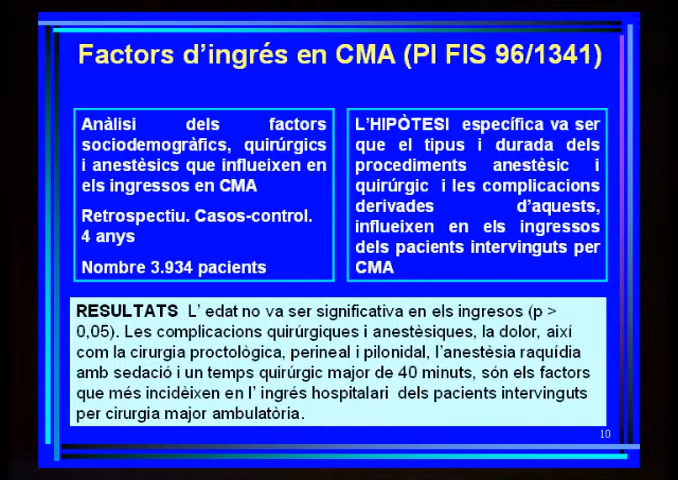 Factors d'ingrés en CMA (PI FIS 96/1341)
Anàlisi dels factors
sociodemogràfics, quirúrgics
i anestèsics que influeixen en
els ingressos en CMA
Retrospectiu. Casos-control.
4 anys
Nombre 3.934 pacients
L'HIPÒTESI específica va ser
que el tipus i durada dels
procediments anestèsic i
quirúrgic i les complicacions
derivades d'aquests,
influeixen en els ingressos
dels pacients intervinguts per
CMA
RESULTATS L' edat no va ser significativa en els ingresos (p >
0,05). Les complicacions quirúrgiques i anestèsiques, la dolor, així
com la cirurgia proctològica, perineal i pilonidal, l'anestèsia raquídia
amb sedació i un temps quirúrgic major de 40 minuts, són els factors
que més incidèixen en l' ingrés hospitalari dels pacients intervinguts
per cirurgia major ambulatòria.
10